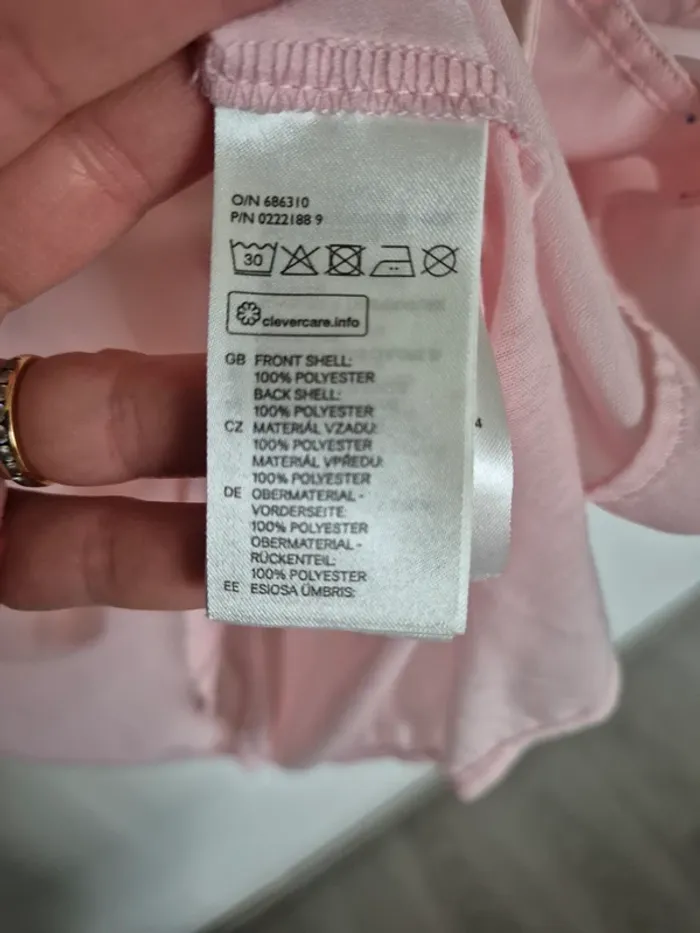 O/N 686310
P/N 0222188 9
30
clevercare.info
GB FRONT SHELL:
100% POLYESTER
BACK SHELL:
100% POLYESTER
CZ MATERIÁL VZADU:
100% POLYESTER
MATERIÁL VPŘEDU:
100% POLYESTER
DE OBERMATERIAL -
VORDERSEITE:
100% POLYESTER
OBERMATERIAL -
RÜCKENTEIL:
100% POLYESTER
EE ESIOSA ÜMBRIS:
4